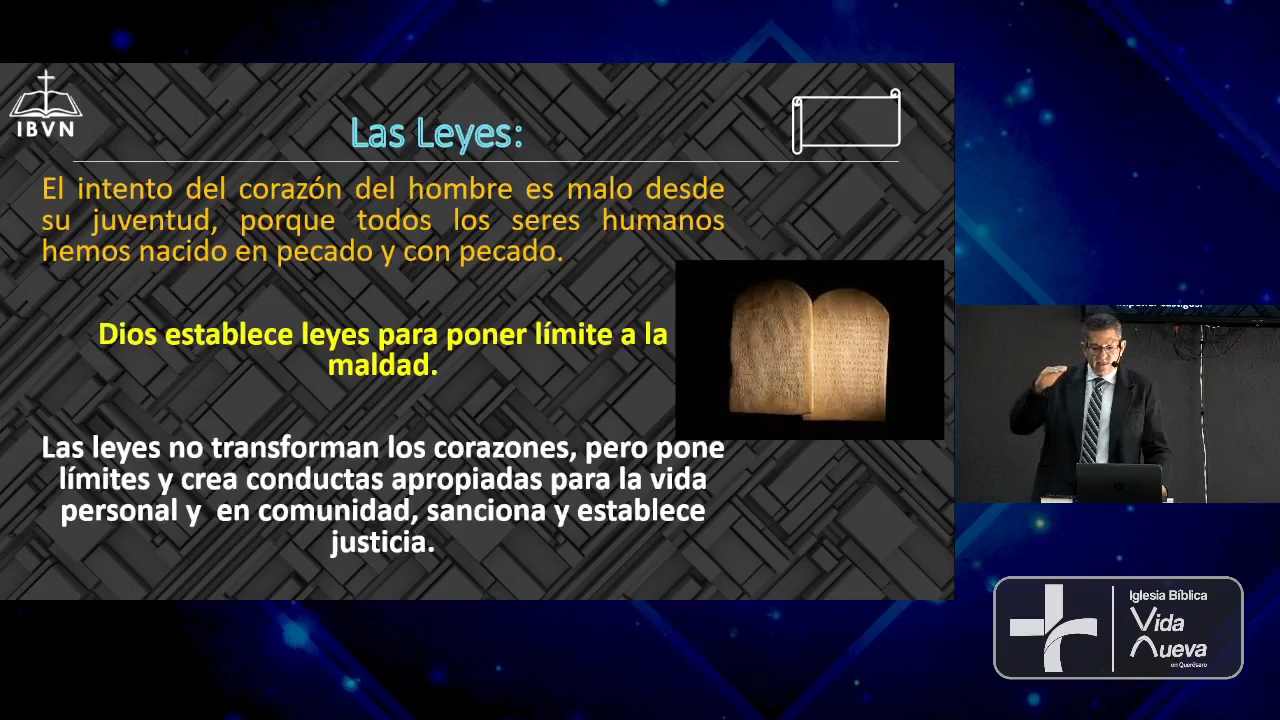 IBVN
Las Leyes:
El intento del corazón del hombre es malo desde
su juventud, porque todos los seres humanos
hemos nacido en pecado y con pecado.
Dios establece leyes para poner límite a la
maldad.
Las leyes no transforman los corazones, pero pone
límites y crea conductas apropiadas para la vida
personal y en comunidad, sanciona y establece
justicia.
Iglesia Bíblica
Vida
Nueva
en Querétaro